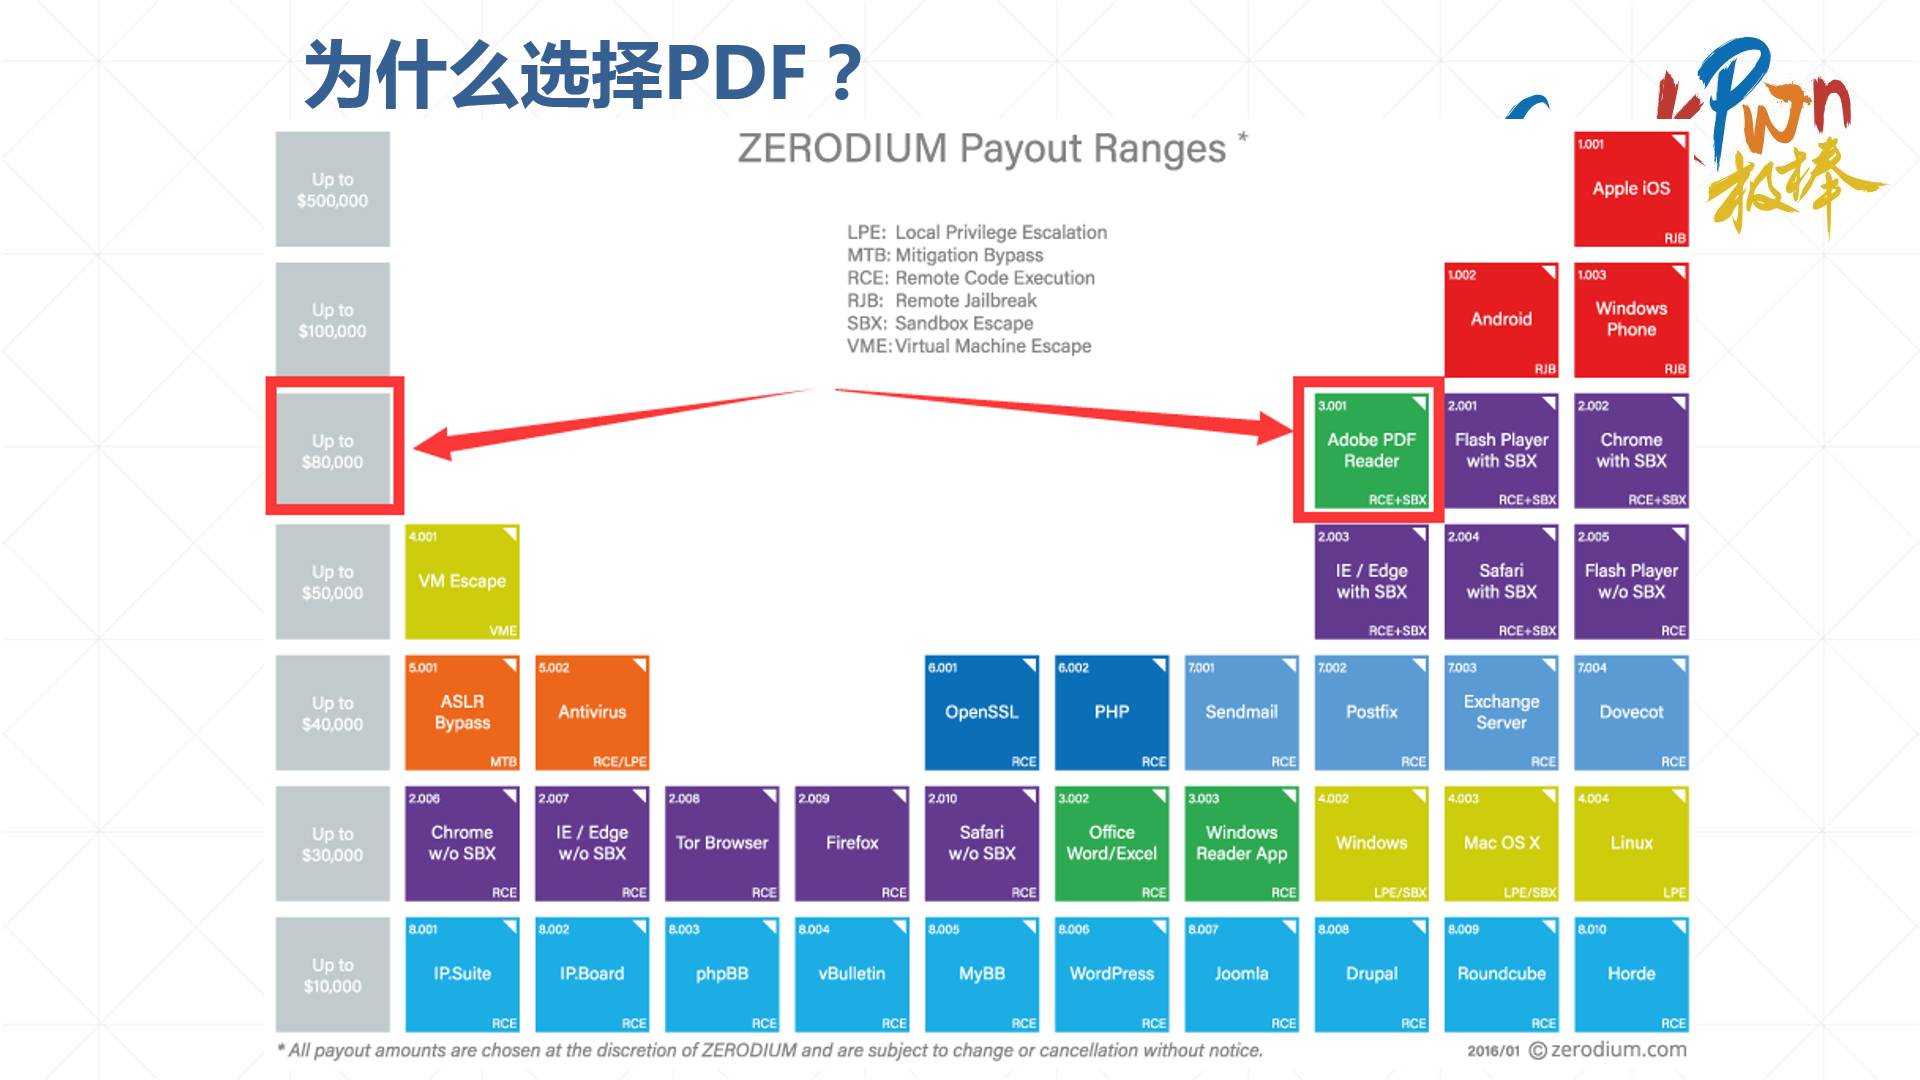 为什么选择PDF？
Pwn
极棒
ZERODIUM Payout Ranges *
LPE: Local Privilege Escalation
MTB: Mitigation Bypass
RCE: Remote Code Execution
RJB: Remote Jailbreak
SBX: Sandbox Escape
VME: Virtual Machine Escape
Up to
$500,000
1.001
Apple iOS
RJB
Up to
$100,000
1.002
Android
RJB
1.003
Windows
Phone
RJB
Up to
$80,000
3.001
Adobe PDF
Reader
RCE+SBX
2.001
Flash Player
with SBX
RCE+SBX
2.002
Chrome
with SBX
RCE+SBX
Up to
$50,000
4.001
VM Escape
VME
2.003
IE / Edge
with SBX
RCE+SBX
2.004
Safari
with SBX
RCE+SBX
2.005
Flash Player
w/o SBX
RCE
Up to
$40,000
5.001
ASLR
Bypass
MTB
5.002
Antivirus
RCE/LPE
6.001
OpenSSL
RCE
6.002
PHP
RCE
7.001
Sendmail
RCE
7.002
Postfix
RCE
7.003
Exchange
Server
RCE
7.004
Dovecot
RCE
Up to
$30,000
2.006
Chrome
w/o SBX
RCE
2.007
IE / Edge
w/o SBX
RCE
2.008
Tor Browser
RCE
2.009
Firefox
RCE
2.010
Safari
w/o SBX
RCE
3.002
Office
Word/Excel
RCE
3.003
Windows
Reader App
RCE
4.002
Windows
LPE/SBX
4.003
Mac OS X
LPE/SBX
4.004
Linux
LPE
Up to
$10,000
8.001
IP.Suite
RCE
8.002
IP.Board
RCE
8.003
phpBB
RCE
8.004
vBulletin
RCE
8.005
MyBB
RCE
8.006
WordPress
RCE
8.007
Joomla
RCE
8.008
Drupal
RCE
8.009
Roundcube
RCE
8.010
Horde
RCE
* All payout amounts are chosen at the discretion of ZERODIUM and are subject to change or cancellation without notice.
2016/01 © zerodium.com